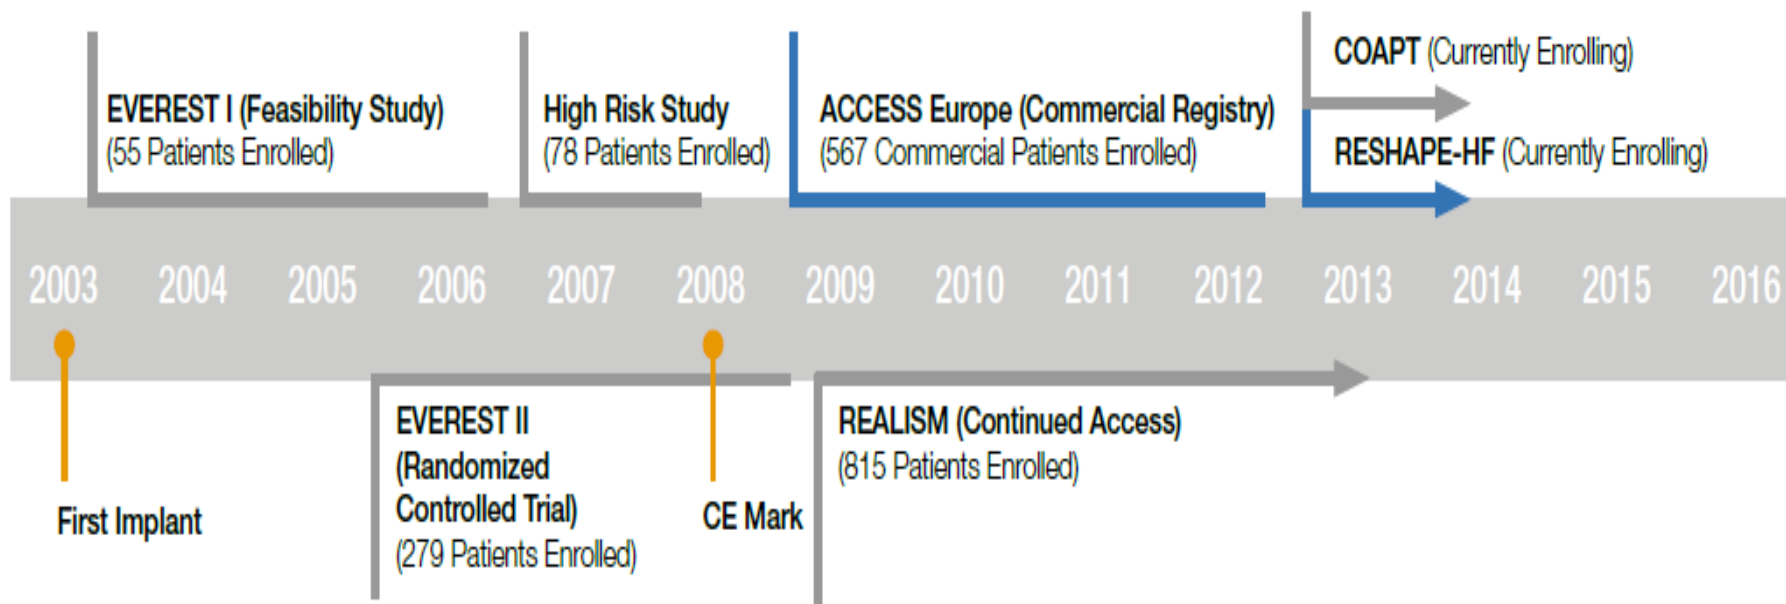 EVEREST I (Feasibility Study)
(55 Patients Enrolled)
High Risk Study
(78 Patients Enrolled)
ACCESS Europe (Commercial Registry)
(567 Commercial Patients Enrolled)
COAPT (Currently Enrolling)
RESHAPE-HF (Currently Enrolling)
2003 2004 2005 2006 2007 2008 2009 2010 2011 2012 2013 2014 2015 2016
First Implant
EVEREST II
(Randomized
Controlled Trial)
(279 Patients Enrolled)
CE Mark
REALISM (Continued Access)
(815 Patients Enrolled)